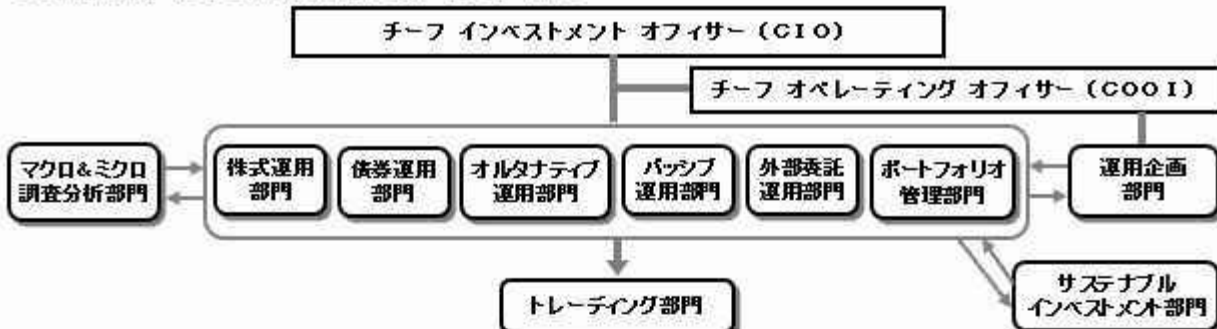 チーフ インベストメント オフィサー（CIO）
チーフ オペレーティング オフィサー（COOI）
マクロ&ミクロ
調査分析部門
株式運用
部門
債券運用
部門
オルタナティブ
運用部門
パッシブ
運用部門
外部委託
運用部門
ポートフォリオ
管理部門
運用企画
部門
トレーディング部門
サステナブル
インベストメント部門